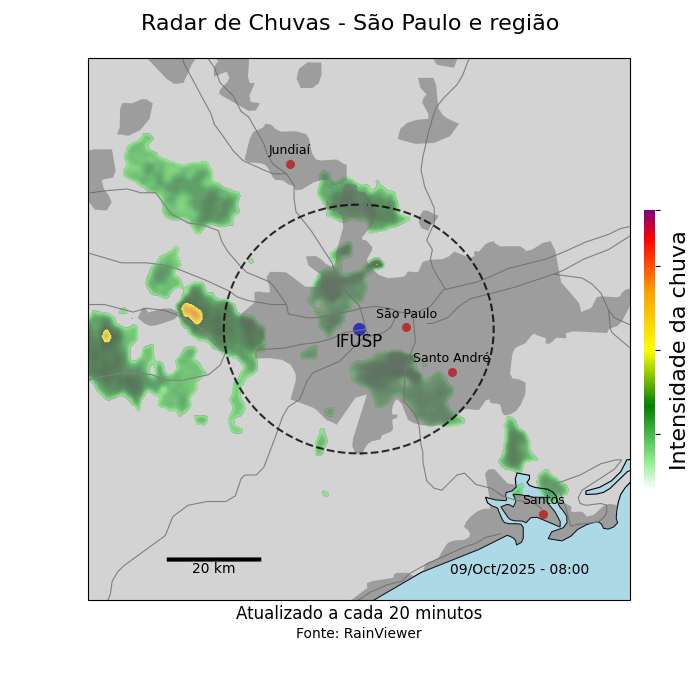 Radar de Chuvas - São Paulo e região
Jundiaí
São Paulo
IFUSP
Santo André
Santos
20 km
09/Oct/2025 - 08:00
Intensidade da chuva
Atualizado a cada 20 minutos
Fonte: RainViewer